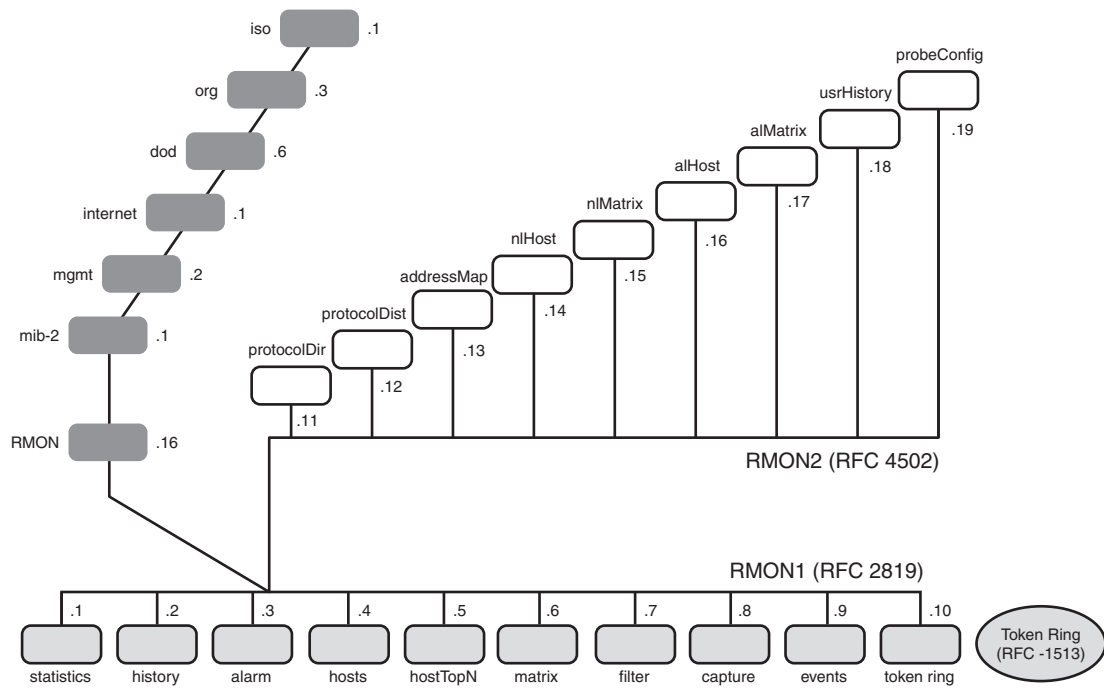 iso .1
org .3
dod .6
internet .1
mgmt .2
mib-2 .1
RMON .16
probeConfig
.19
usrHistory
.18
alMatrix
.17
alHost
.16
nlMatrix
.15
nlHost
.14
addressMap
.13
protocolDist
.12
protocolDir
.11
RMON2 (RFC 4502)
RMON1 (RFC 2819)
.1 .2 .3 .4 .5 .6 .7 .8 .9 .10
statistics history alarm hosts hostTopN matrix filter capture events token ring
Token Ring
(RFC -1513)